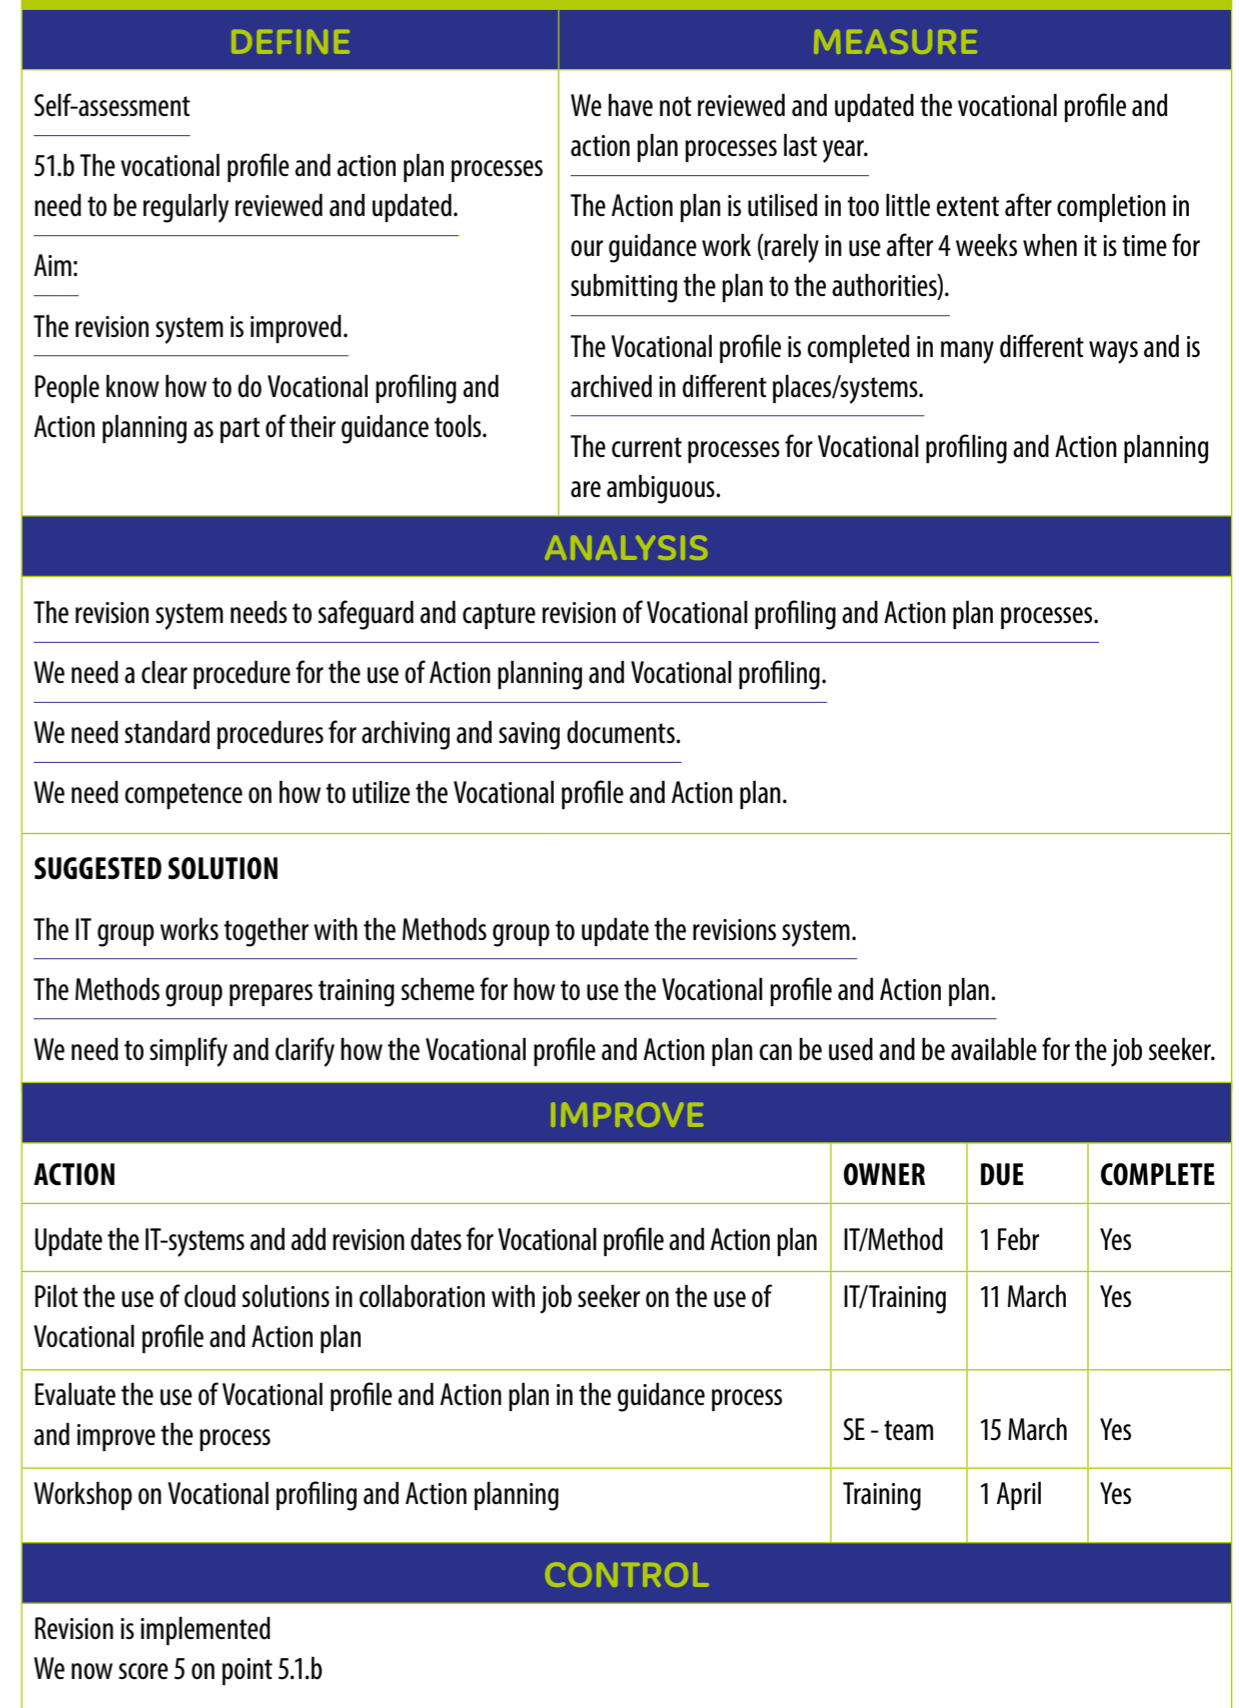 DEFINE
MEASURE
Self-assessment
51.b The vocational profile and action plan processes
need to be regularly reviewed and updated.
Aim:
The revision system is improved.
People know how to do Vocational profiling and
Action planning as part of their guidance tools.
We have not reviewed and updated the vocational profile and
action plan processes last year.
The Action plan is utilised in too little extent after completion in
our guidance work (rarely in use after 4 weeks when it is time for
submitting the plan to the authorities).
The Vocational profile is completed in many different ways and is
archived in different places/systems.
The current processes for Vocational profiling and Action planning
are ambiguous.
ANALYSIS
The revision system needs to safeguard and capture revision of Vocational profiling and Action plan processes.
We need a clear procedure for the use of Action planning and Vocational profiling.
We need standard procedures for archiving and saving documents.
We need competence on how to utilize the Vocational profile and Action plan.
SUGGESTED SOLUTION
The IT group works together with the Methods group to update the revisions system.
The Methods group prepares training scheme for how to use the Vocational profile and Action plan.
We need to simplify and clarify how the Vocational profile and Action plan can be used and be available for the job seeker.
IMPROVE
ACTION OWNER DUE COMPLETE
Update the IT-systems and add revision dates for Vocational profile and Action plan IT/Method 1 Febr Yes
Pilot the use of cloud solutions in collaboration with job seeker on the use of IT/Training 11 March Yes
Vocational profile and Action plan
Evaluate the use of Vocational profile and Action plan in the guidance process
and improve the process SE - team 15 March Yes
Workshop on Vocational profiling and Action planning Training 1 April Yes
CONTROL
Revision is implemented
We now score 5 on point 5.1.b